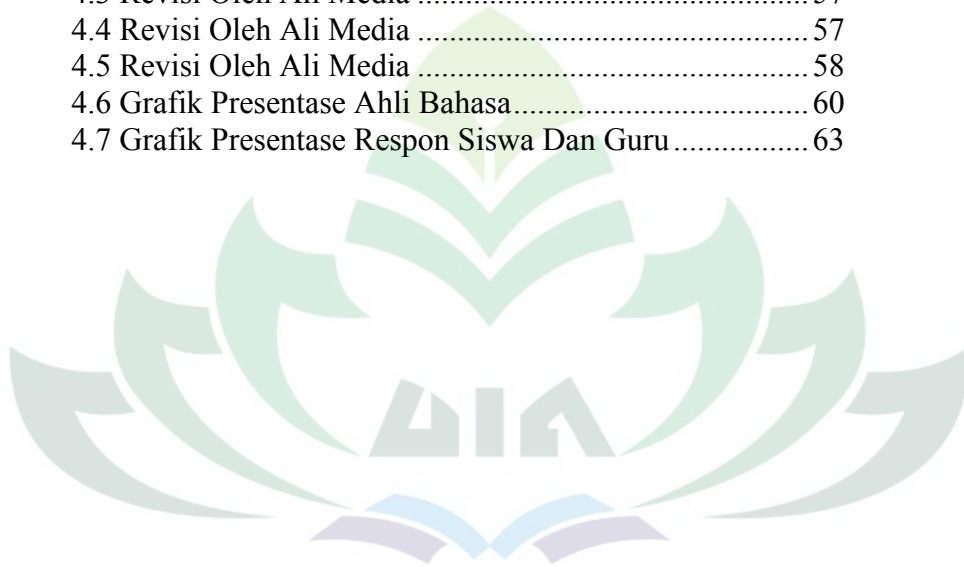 4.4 Revisi Oleh Ali Media ................................................... 57
4.5 Revisi Oleh Ali Media ................................................... 58
4.6 Grafik Presentase Ahli Bahasa....................................... 60
4.7 Grafik Presentase Respon Siswa Dan Guru ................ 63
UIN